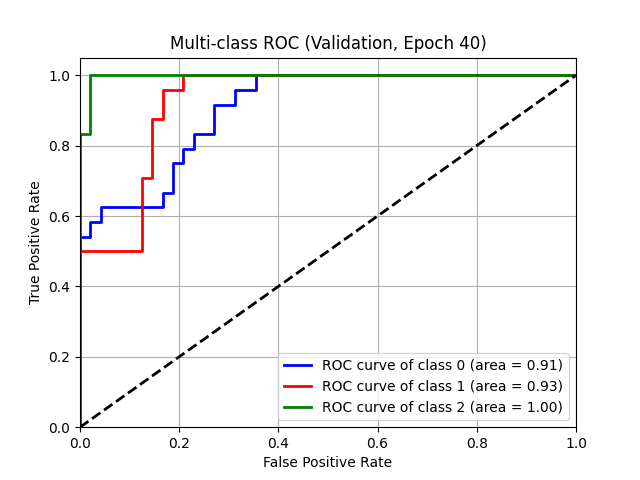 Multi-class ROC (Validation, Epoch 40)
1.0
0.8
0.6
0.4
0.2
0.0
True Positive Rate
ROC curve of class 0 (area = 0.91)
ROC curve of class 1 (area = 0.93)
ROC curve of class 2 (area = 1.00)
0.0 0.2 0.4 0.6 0.8 1.0
False Positive Rate